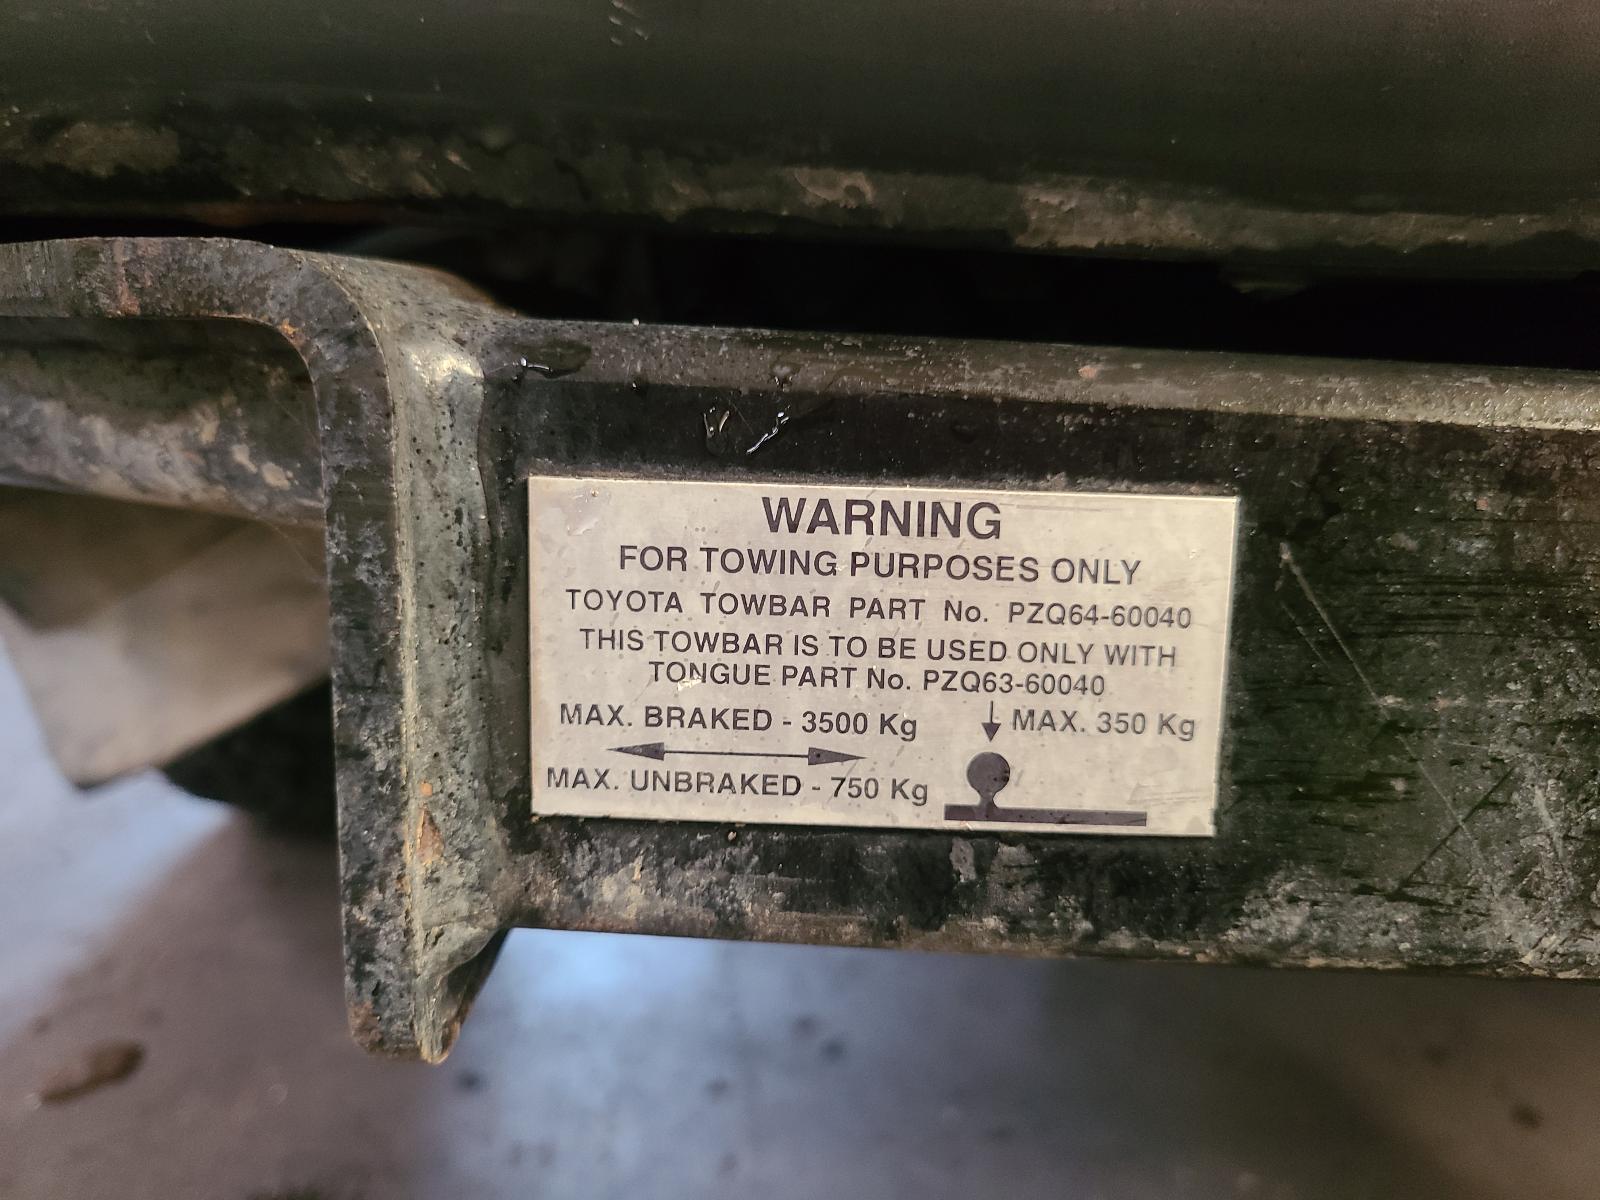 WARNING
FOR TOWING PURPOSES ONLY
TOYOTA TOWBAR PART No. PZQ64-60040
THIS TOWBAR IS TO BE USED ONLY WITH
TONGUE PART No. PZQ63-60040
MAX. BRAKED - 3500 Kg
MAX. 350 Kg
MAX. UNBRAKED - 750 Kg